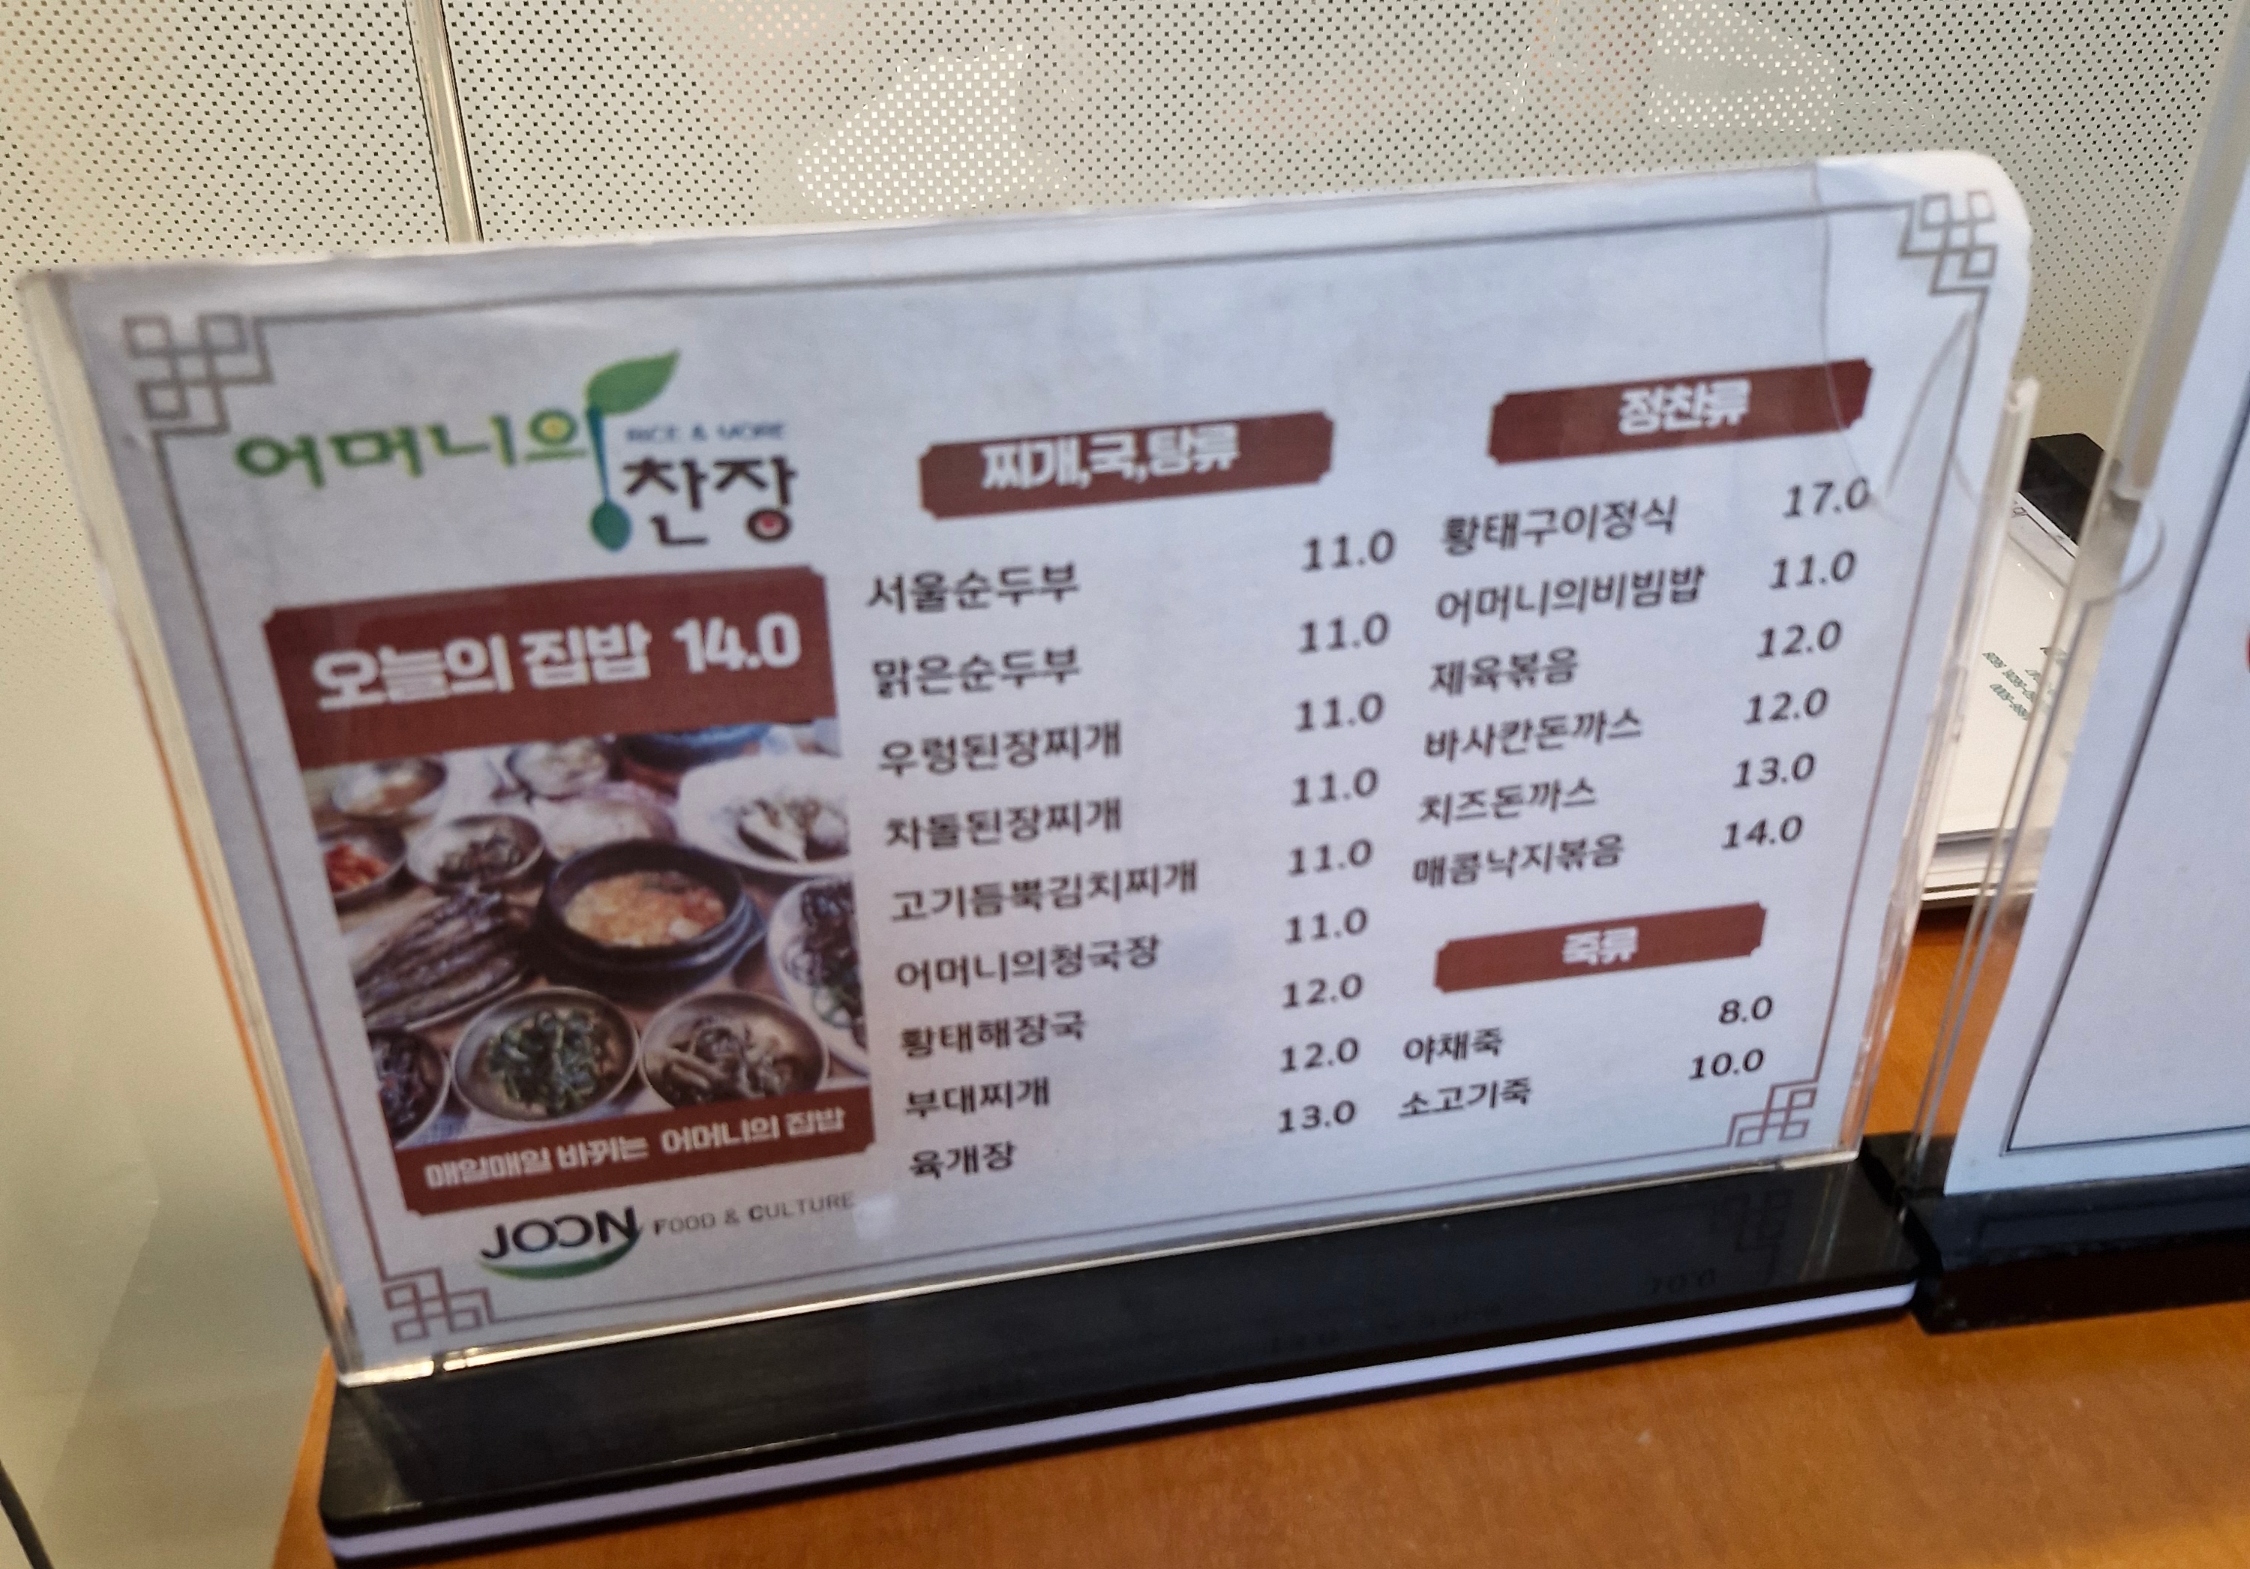 어머니의
RICE & MORE
찬장
오늘의 집밥 14.0
매일매일 바뀌는 어머니의 집밥
JOON FOOD & CULTURE
찌개,국,탕류
서울순두부 11.0
맑은순두부 11.0
우렁된장찌개 11.0
차돌된장찌개 11.0
고기듬뿍김치찌개 11.0
어머니의청국장 11.0
황태해장국 12.0
부대찌개 12.0
육개장 13.0
정찬류
황태구이정식 17.0
어머니의비빔밥 11.0
제육볶음 12.0
바사칸돈까스 12.0
치즈돈까스 13.0
매콤낙지볶음 14.0
죽류
야채죽 8.0
소고기죽 10.0